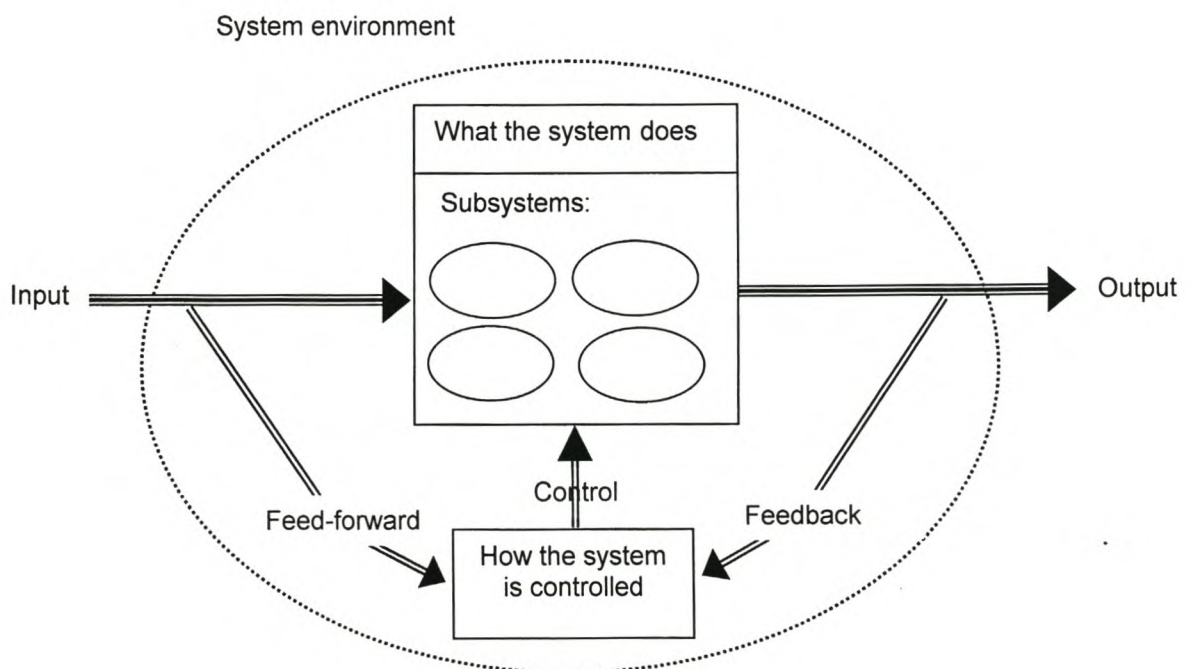 System environment
What the system does
Subsystems:
Input
Output
Control
Feed-forward
Feedback
How the system
is controlled